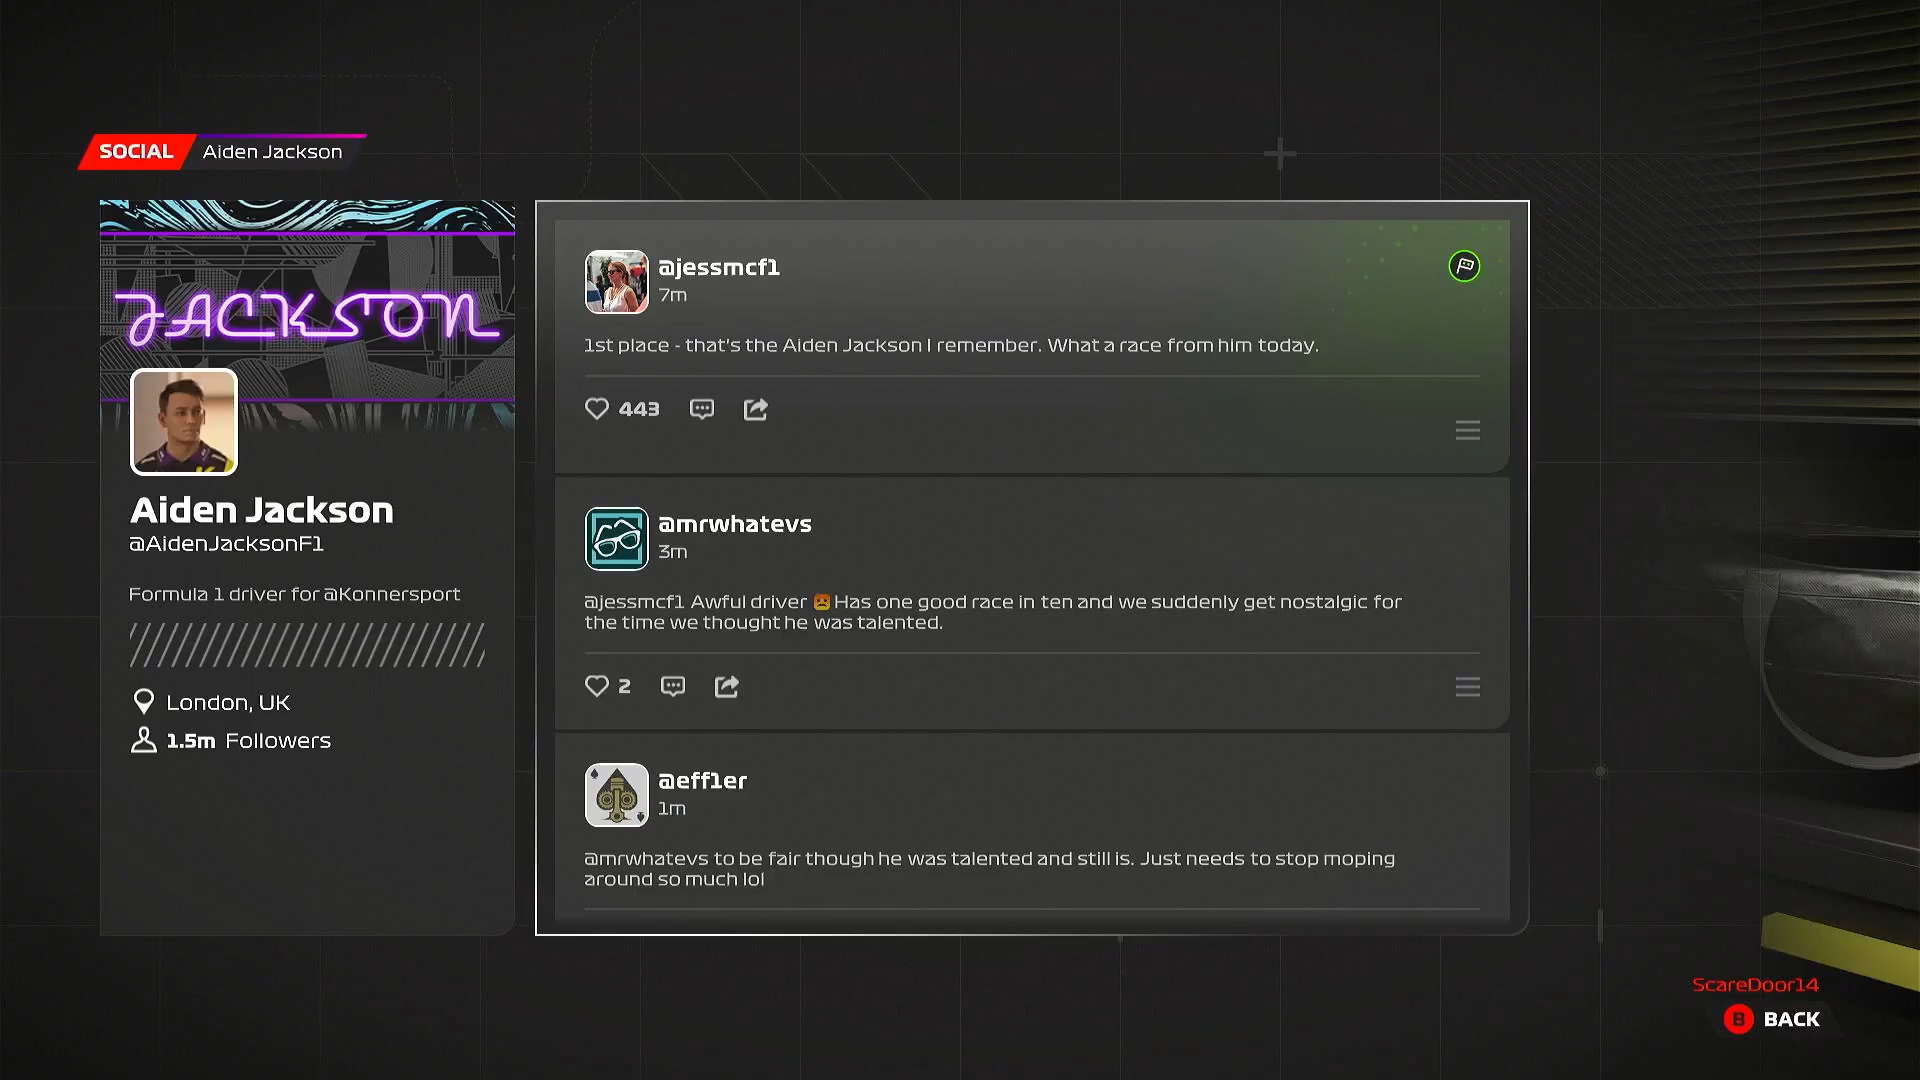 SOCIAL Aiden Jackson
JACKSON
Aiden Jackson
@AidenJacksonF1
Formula 1 driver for @Konnersport
London, UK
1.5m Followers
@jessmcf1
7m
1st place - that's the Aiden Jackson I remember. What a race from him today.
443
@mrwhatevs
3m
@jessmcf1 Awful driver 😡 Has one good race in ten and we suddenly get nostalgic for
the time we thought he was talented.
2
@eff1er
1m
@mrwhatevs to be fair though he was talented and still is. Just needs to stop moping
around so much lol
ScareDoor14
B BACK